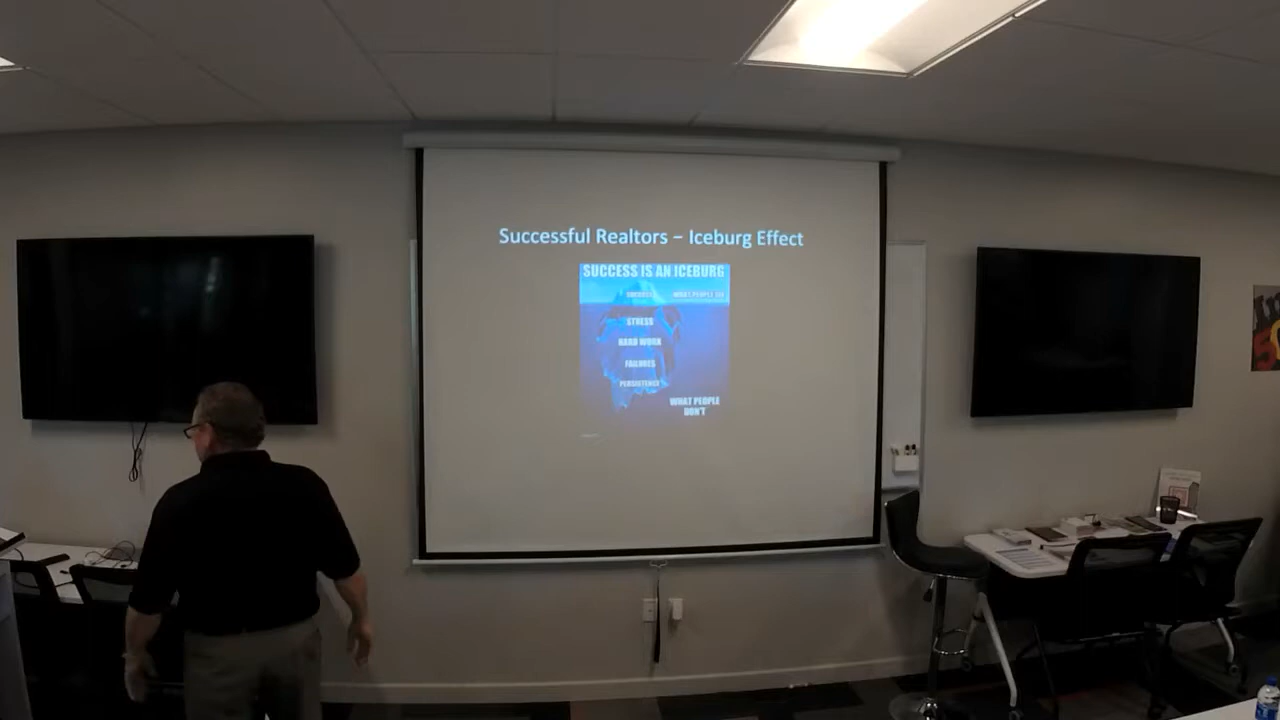 Successful Realtors – Iceburg Effect
SUCCESS IS AN ICEBURG
SUCCESS
WHAT PEOPLE SEE
STRESS
HARD WORK
FAILURES
PERSISTENCE
WHAT PEOPLE
DON'T